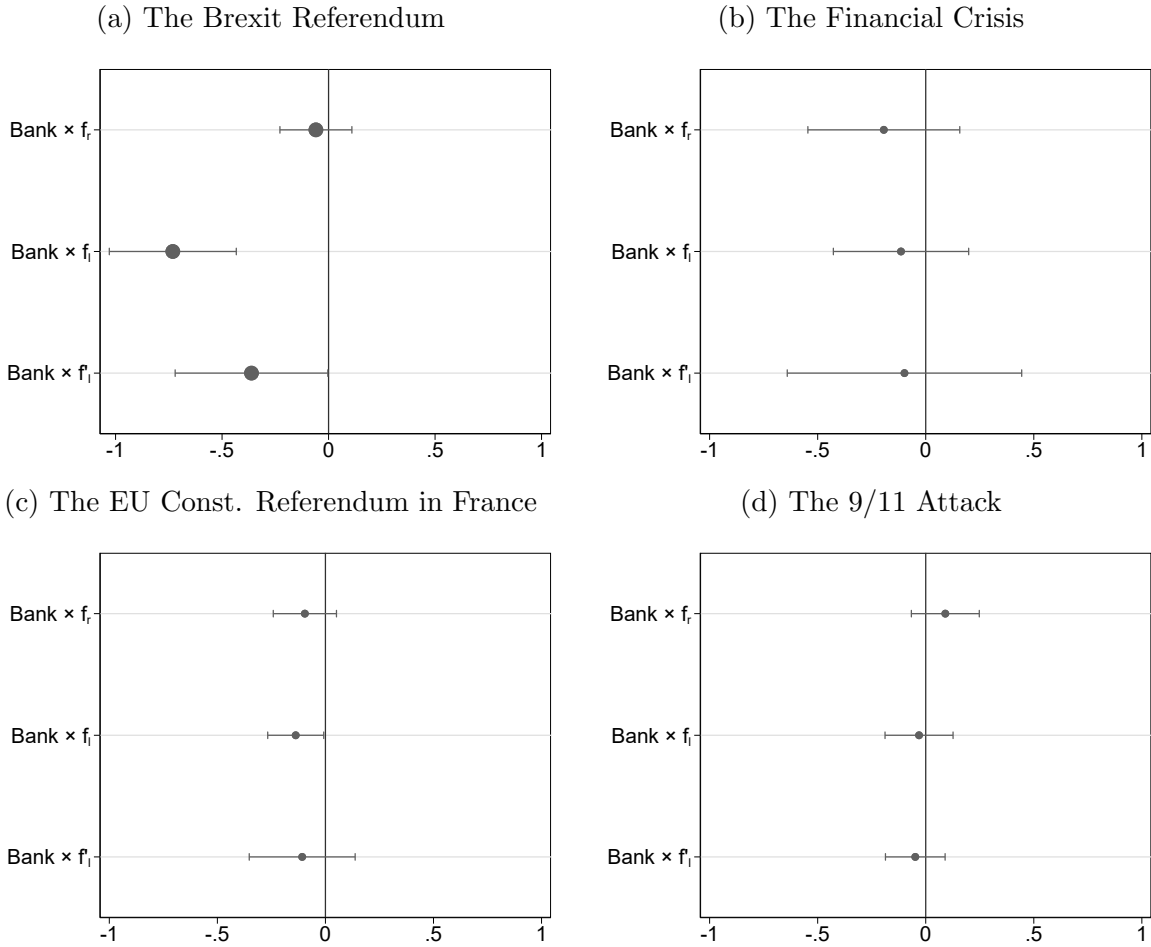 (a) The Brexit Referendum
Bank × fᵣ
Bank × fₗ
Bank × f'ₗ
-1 -.5 0 .5 1
(b) The Financial Crisis
Bank × fᵣ
Bank × fₗ
Bank × f'ₗ
-1 -.5 0 .5 1
(c) The EU Const. Referendum in France
Bank × fᵣ
Bank × fₗ
Bank × f'ₗ
-1 -.5 0 .5 1
(d) The 9/11 Attack
Bank × fᵣ
Bank × fₗ
Bank × f'ₗ
-1 -.5 0 .5 1